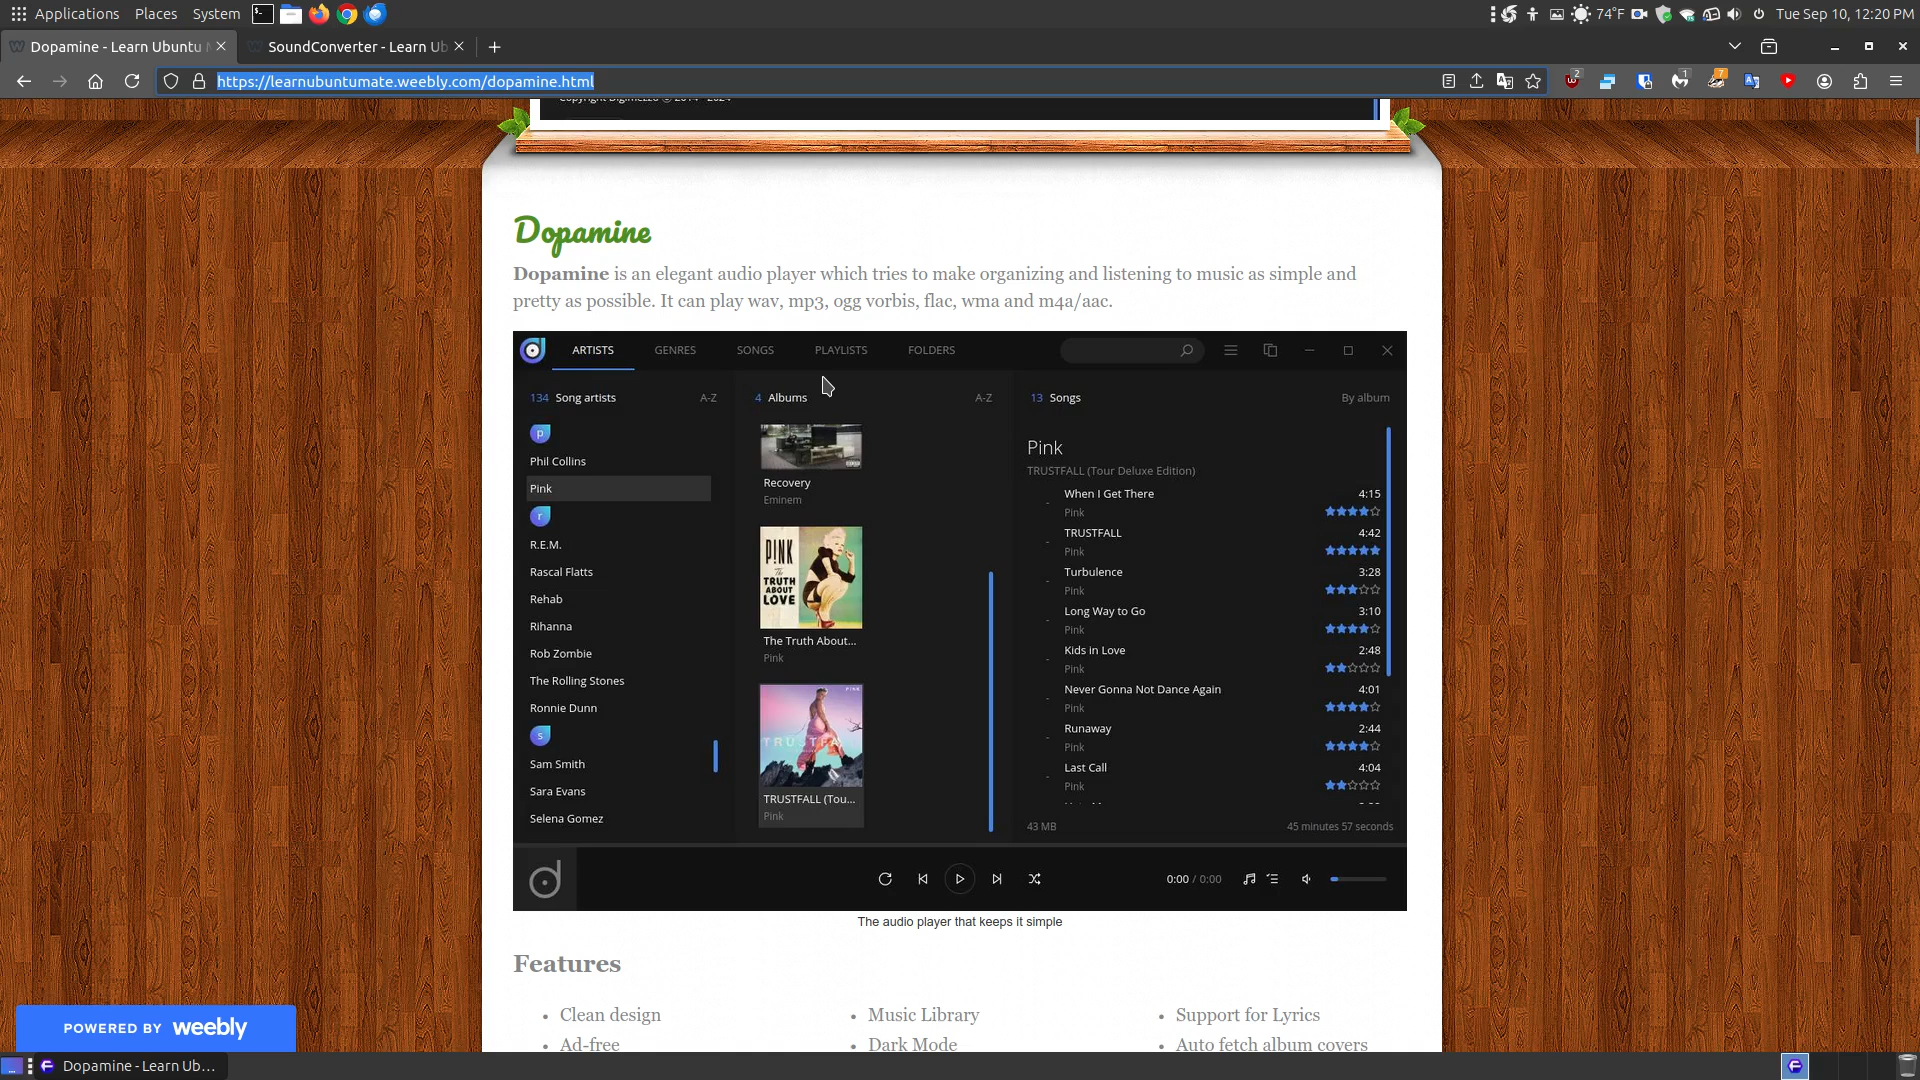 Applications Places System
74°F
Tue Sep 10, 12:20 PM
Dopamine - Learn Ubuntu
SoundConverter - Learn Ub
https://learnubuntumate.weebly.com/dopamine.html
2
1
7
Dopamine
Dopamine is an elegant audio player which tries to make organizing and listening to music as simple and
pretty as possible. It can play wav, mp3, ogg vorbis, flac, wma and m4a/aac.
ARTISTS GENRES SONGS PLAYLISTS FOLDERS
134 Song artists A-Z
p
Phil Collins
Pink
r
R.E.M.
Rascal Flatts
Rehab
Rihanna
Rob Zombie
The Rolling Stones
Ronnie Dunn
s
Sam Smith
Sara Evans
Selena Gomez
4 Albums A-Z
Recovery
Eminem
P!NK
The
TRUTH
ABOUT
LOVE
The Truth About...
Pink
P!NK
TRUSTFA
TRUSTFALL (Tou...
Pink
13 Songs By album
Pink
TRUSTFALL (Tour Deluxe Edition)
When I Get There 4:15
Pink
TRUSTFALL 4:42
Pink
Turbulence 3:28
Pink
Long Way to Go 3:10
Pink
Kids in Love 2:48
Pink
Never Gonna Not Dance Again 4:01
Pink
Runaway 2:44
Pink
Last Call 4:04
Pink
43 MB 45 minutes 57 seconds
0:00 / 0:00
The audio player that keeps it simple
Features
• Clean design
• Ad-free
• Music Library
• Dark Mode
• Support for Lyrics
• Auto fetch album covers
POWERED BY weebly
Dopamine - Learn Ub...